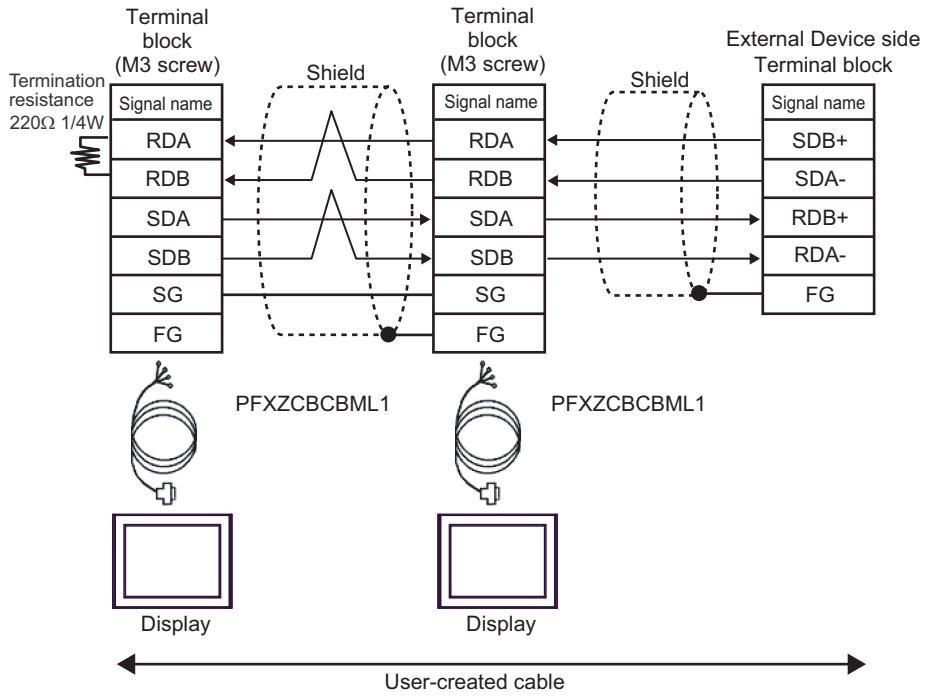 Terminal
block
(M3 screw)
Terminal
block
(M3 screw)
External Device side
Terminal block
Termination
resistance
220Ω 1/4W
Shield
Shield
Signal name
RDA
RDB
SDA
SDB
SG
FG
Signal name
RDA
RDB
SDA
SDB
SG
FG
Signal name
SDB+
SDA-
RDB+
RDA-
FG
PFXZCBCBML1
PFXZCBCBML1
Display
Display
User-created cable